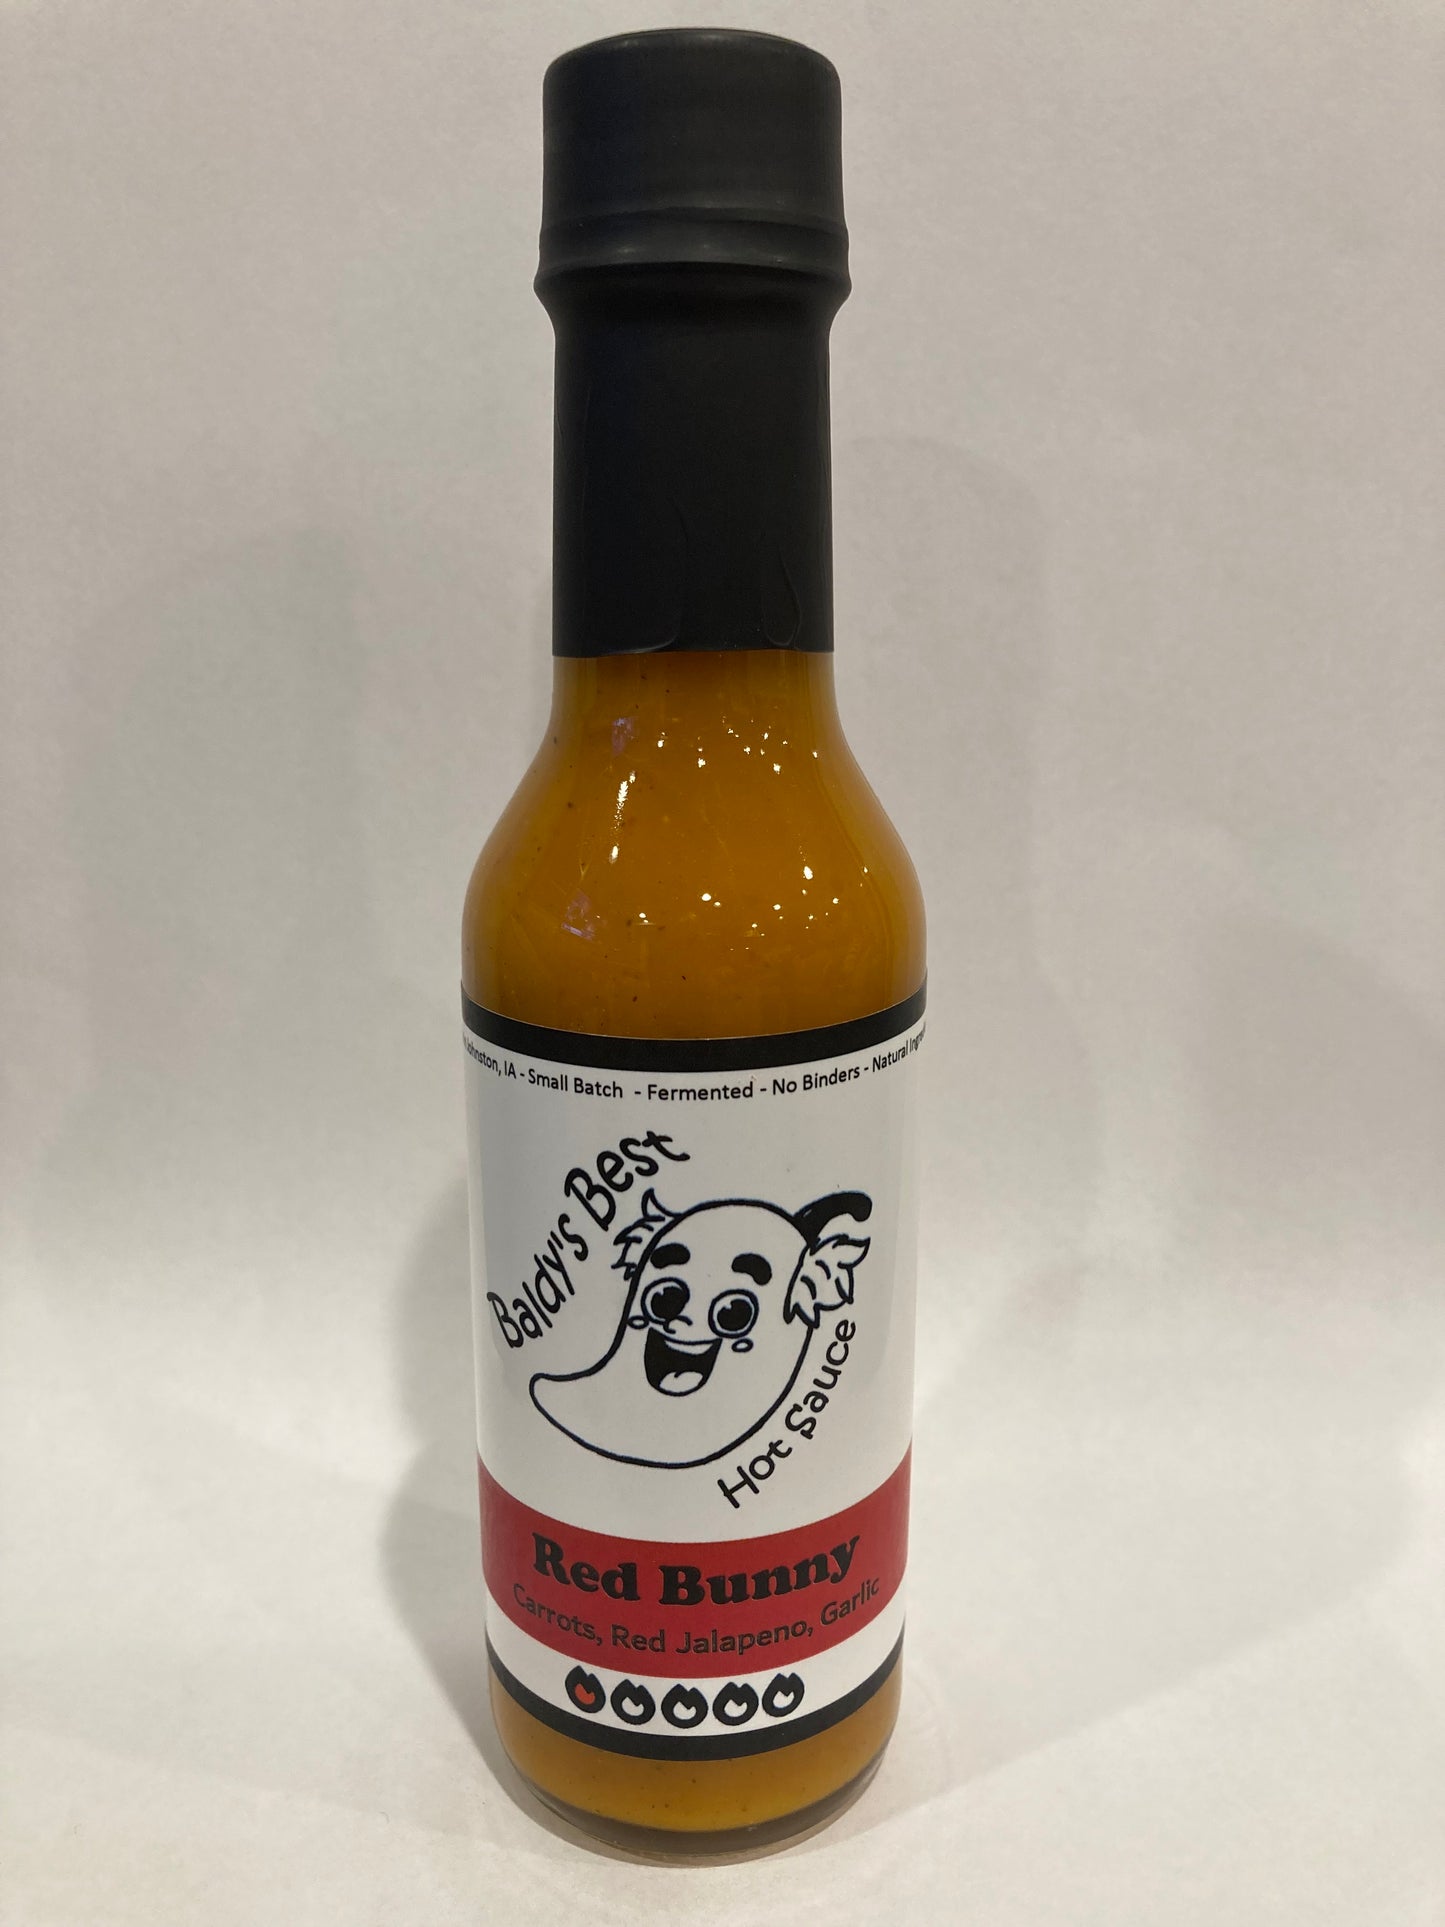 Johnston, IA - Small Batch - Fermented - No Binders - Natural
Baldy's Best
Hot Sauce
Red Bunny
Carrots, Red Jalapeno, Garlic